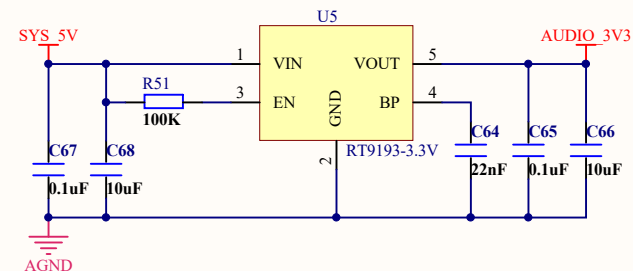 U5
SYS_5V
AUDIO_3V3
1
VIN
VOUT
5
R51
3
EN
BP
4
100K
GND
C67
C68
2
RT9193-3.3V
C64
C65
C66
0.1uF
10uF
22nF
0.1uF
10uF
AGND